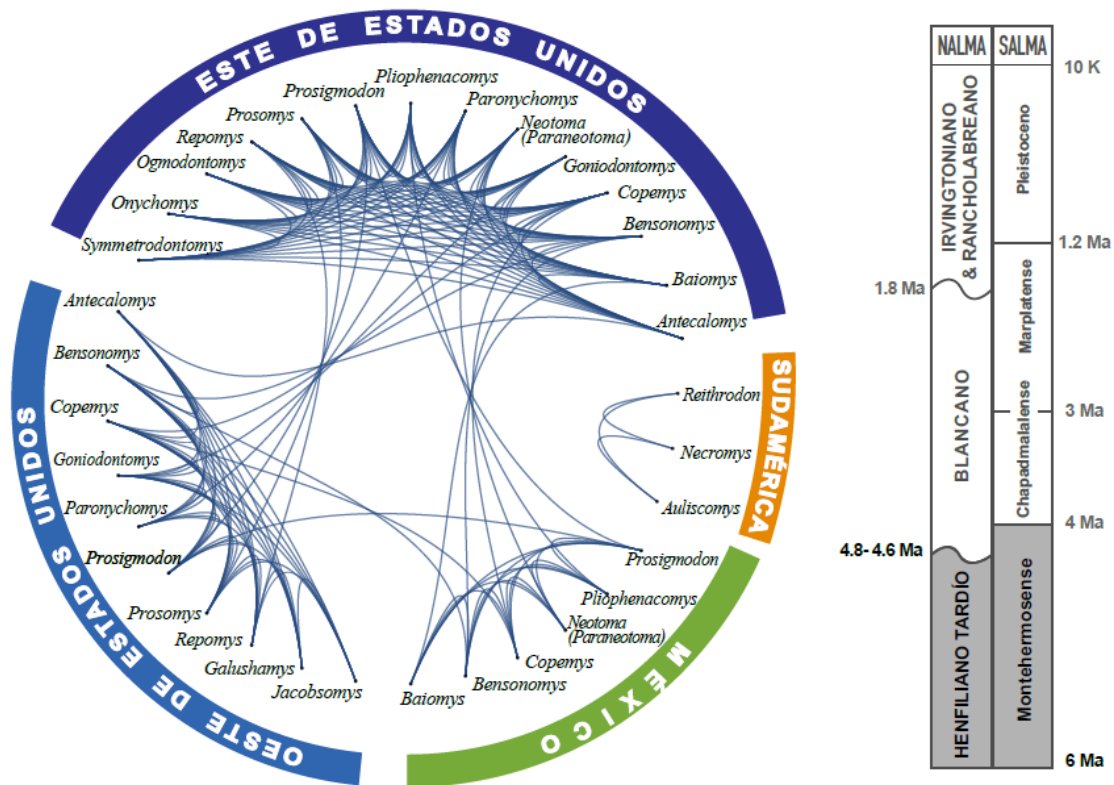 ESTE DE ESTADOS UNIDOS
Pliophenacomys
Prosigmodon
Paronychomys
Prosomys
Neotoma
(Paraneotoma)
Repomys
Goniodontomys
Ogmodontomys
Copemys
Onychomys
Bensonomys
Symmetrodontomys
Baiomys
Antecalomys
OESTE DE ESTADOS UNIDOS
Antecalomys
Bensonomys
Copemys
Goniodontomys
Paronychomys
Prosigmodon
Prosomys
Repomys
Galushamys
Jacobsomys
SUDAMÉRICA
Reithrodon
Necromys
Auliscomys
MÉXICO
Prosigmodon
Pliophenacomys
Neotoma
(Paraneotoma)
Copemys
Bensonomys
Baiomys
NALMA
SALMA
10 K
IRVINGTONIANO
& RANCHOLABREANO
Pleistoceno
1.2 Ma
1.8 Ma
Marplatense
BLANCANO
3 Ma
Chapadmalalense
4 Ma
4.8- 4.6 Ma
HENFILIANO TARDÍO
Montehermosense
6 Ma